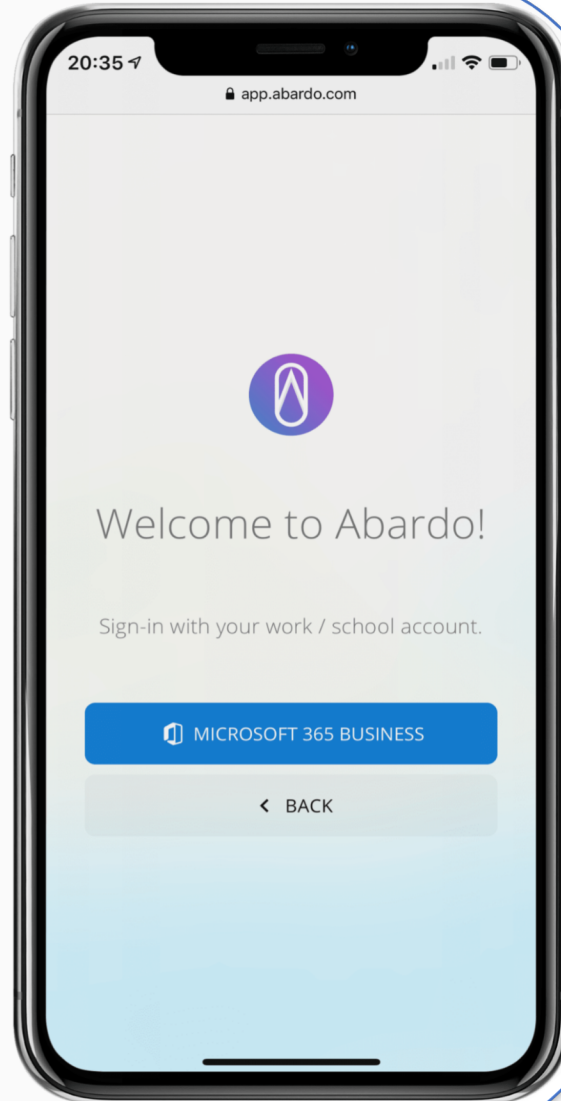 20:35
app.abardo.com
Welcome to Abardo!
Sign-in with your work / school account.
MICROSOFT 365 BUSINESS
BACK